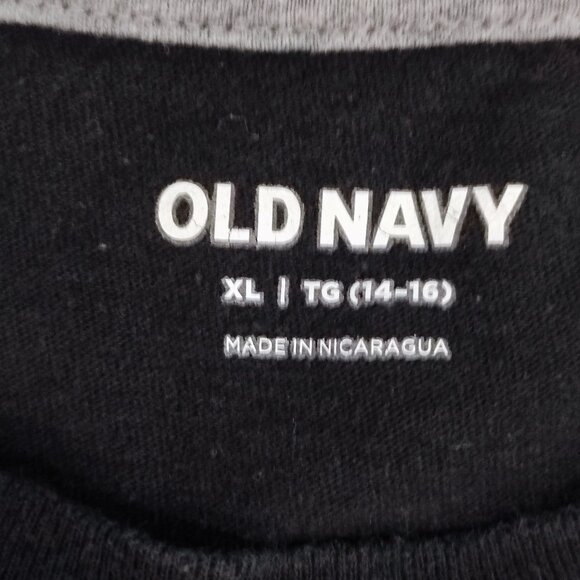 OLD NAVY
XL | TG (14-16)
MADE IN NICARAGUA